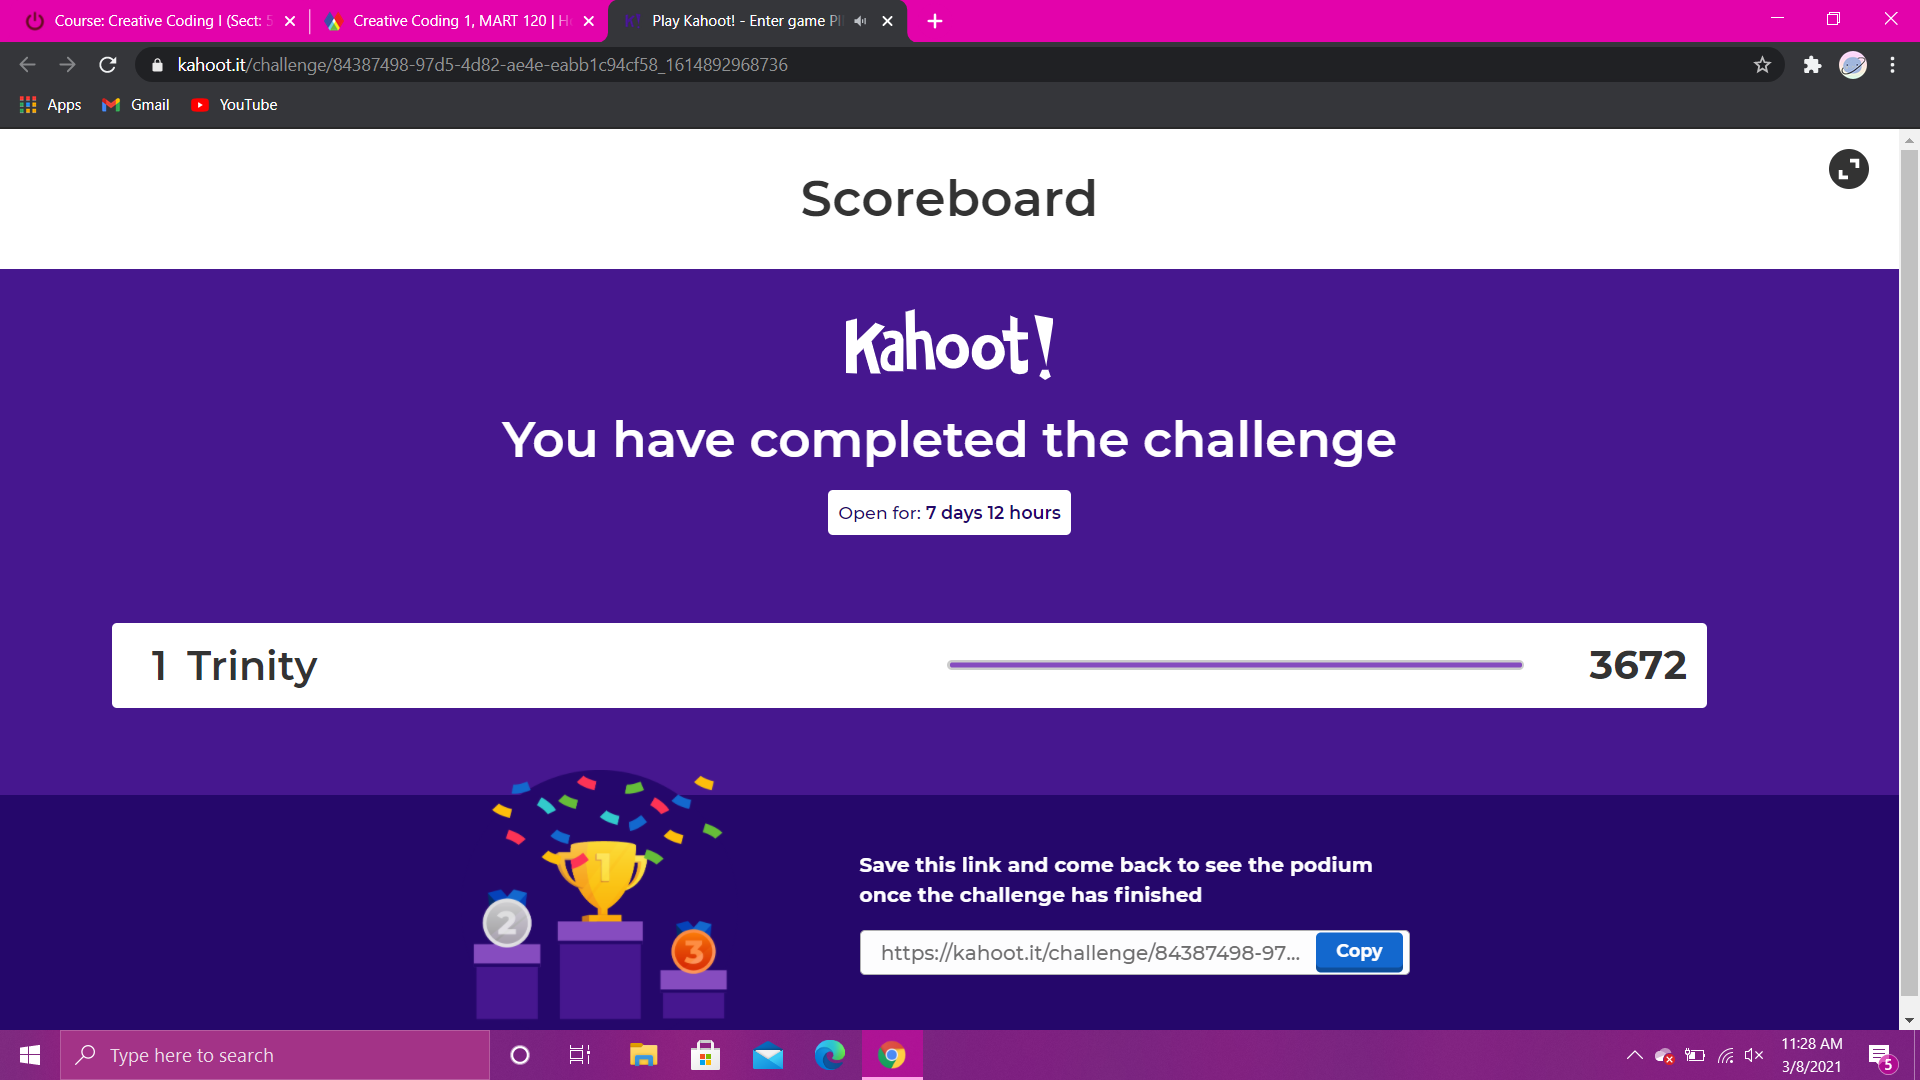 Course: Creative Coding I (Sect: 5
Creative Coding 1, MART 120 | H
Play Kahoot! - Enter game PI
kahoot.it/challenge/84387498-97d5-4d82-ae4e-eabb1c94cf58_1614892968736
Apps
Gmail
YouTube
Scoreboard
Kahoot!
You have completed the challenge
Open for: 7 days 12 hours
1 Trinity 3672
1
2
3
Save this link and come back to see the podium
once the challenge has finished
https://kahoot.it/challenge/84387498-97...
Copy
Type here to search
11:28 AM
3/8/2021
5